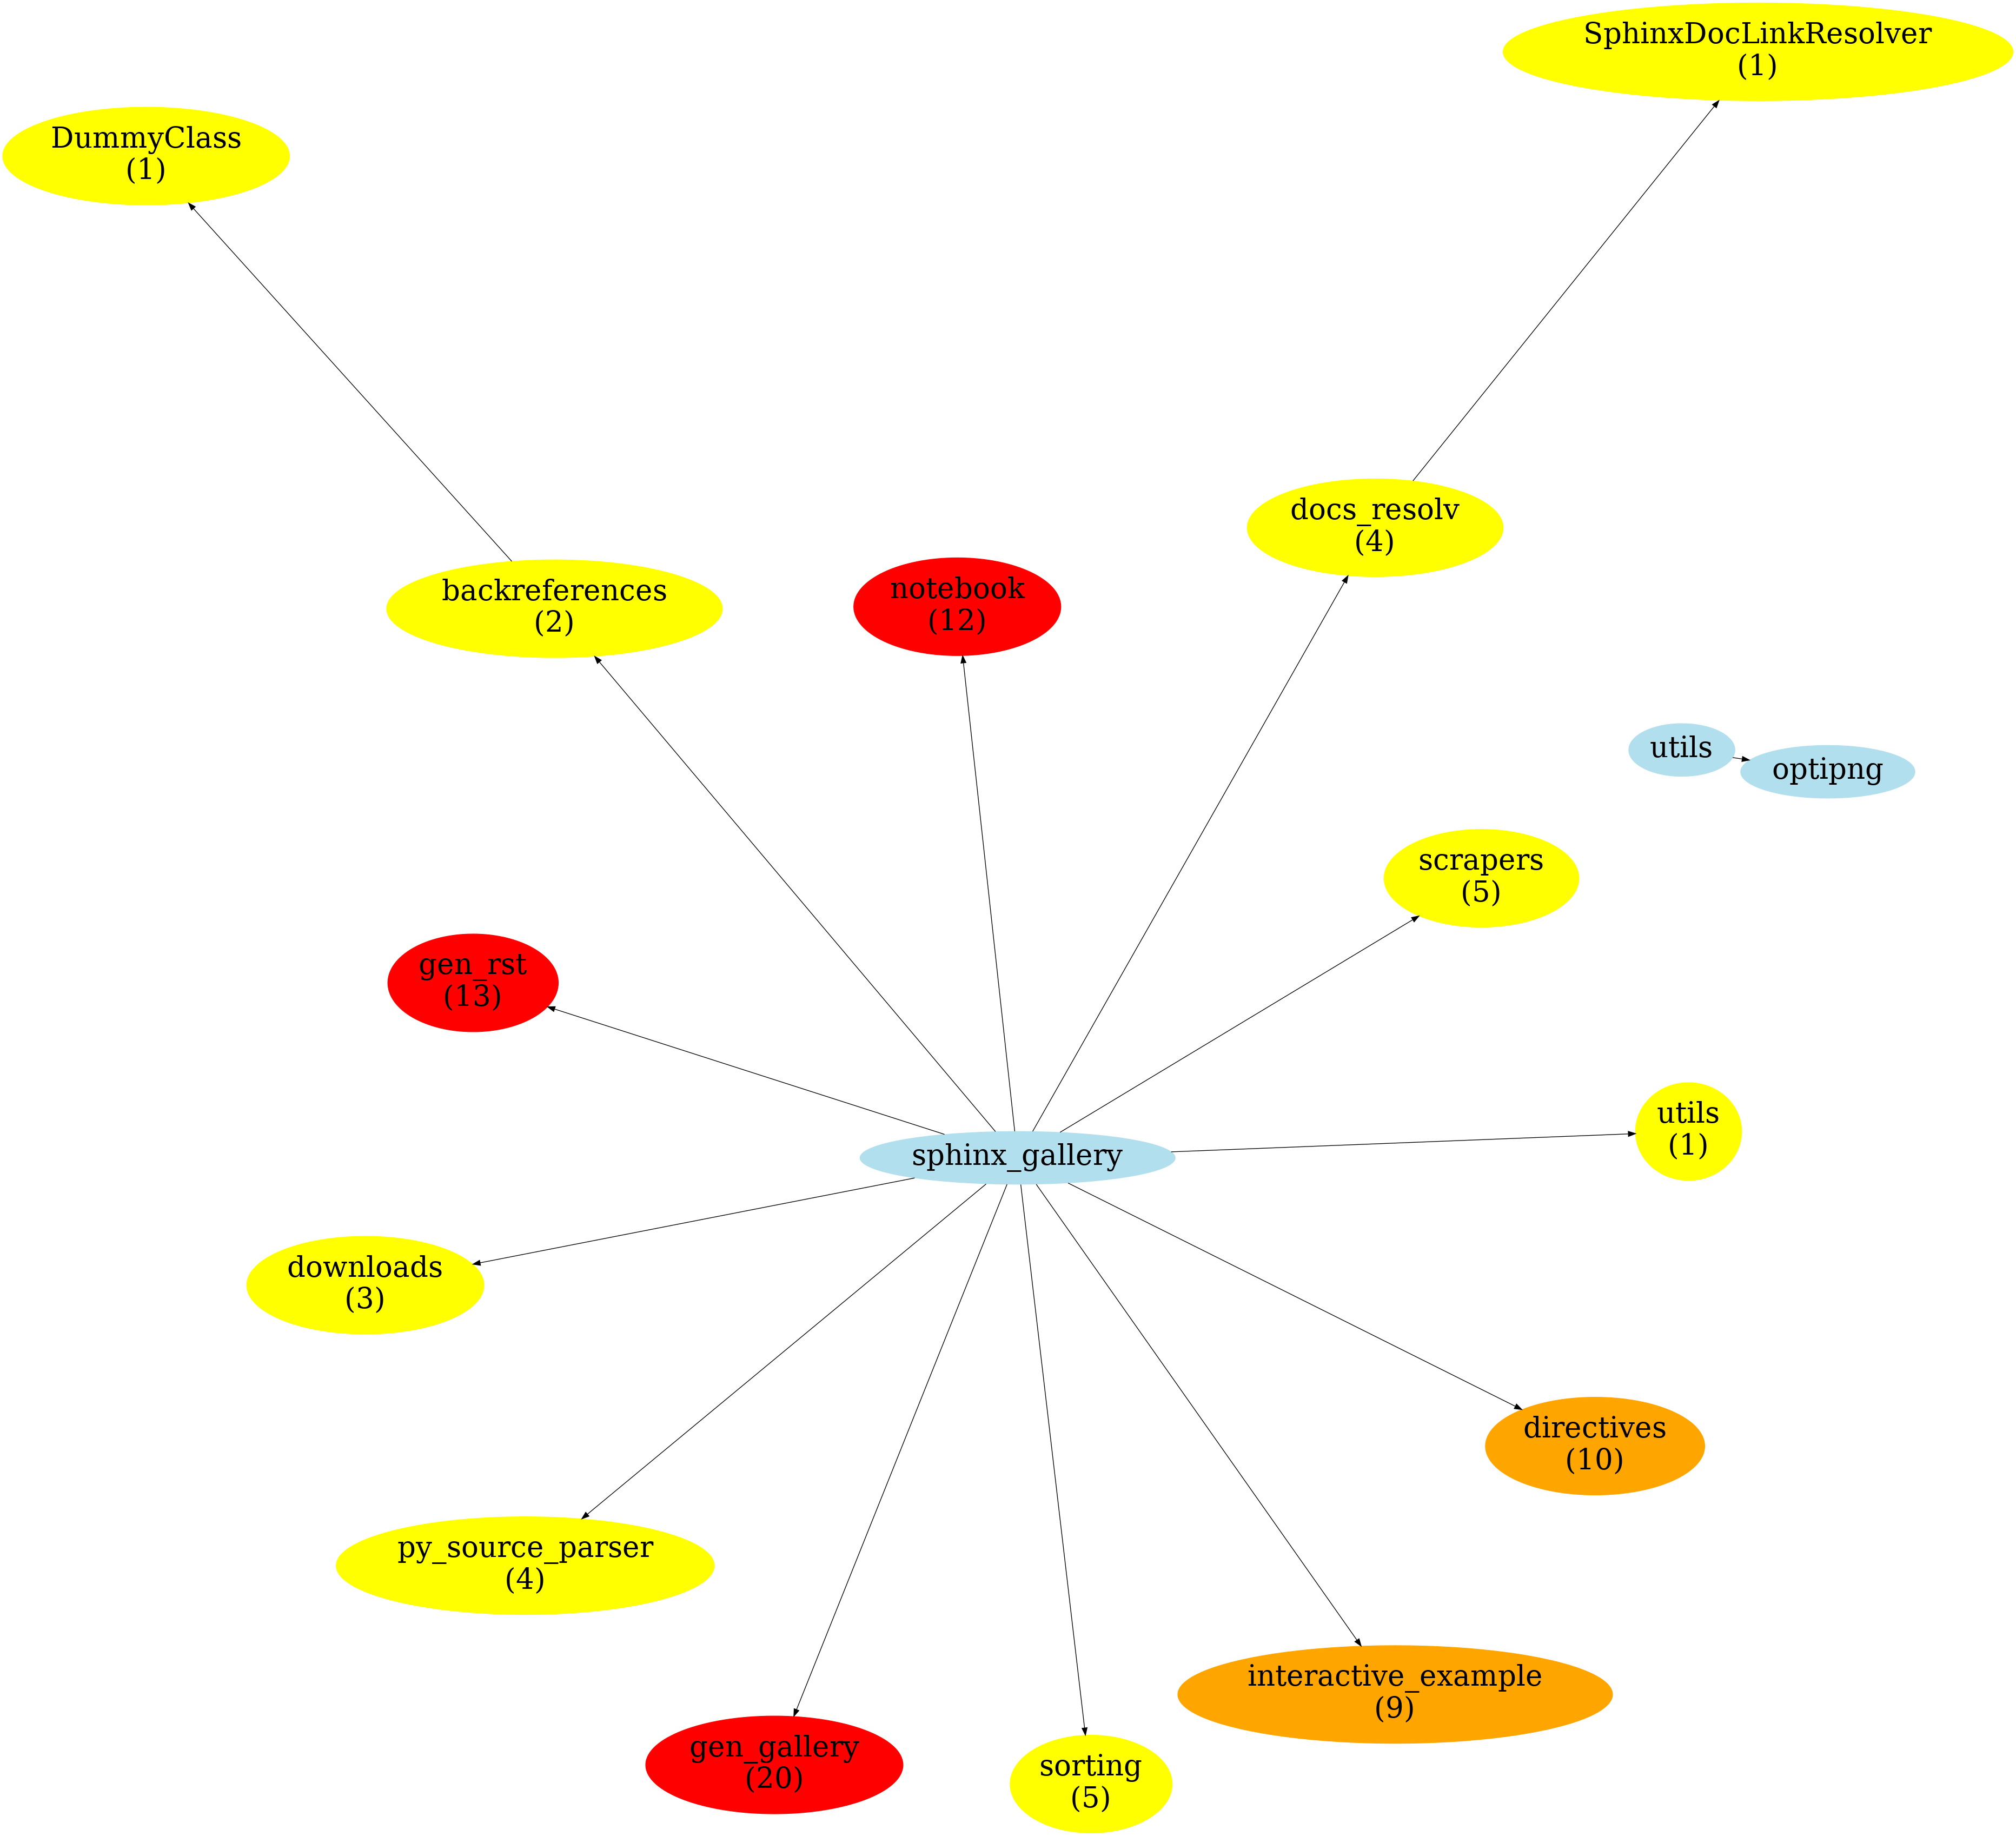 SphinxDocLinkResolver
(1)
DummyClass
(1)
docs_resolv
(4)
backreferences
(2)
notebook
(12)
utils
optipng
scrapers
(5)
gen_rst
(13)
utils
(1)
sphinx_gallery
downloads
(3)
directives
(10)
py_source_parser
(4)
interactive_example
(9)
gen_gallery
(20)
sorting
(5)